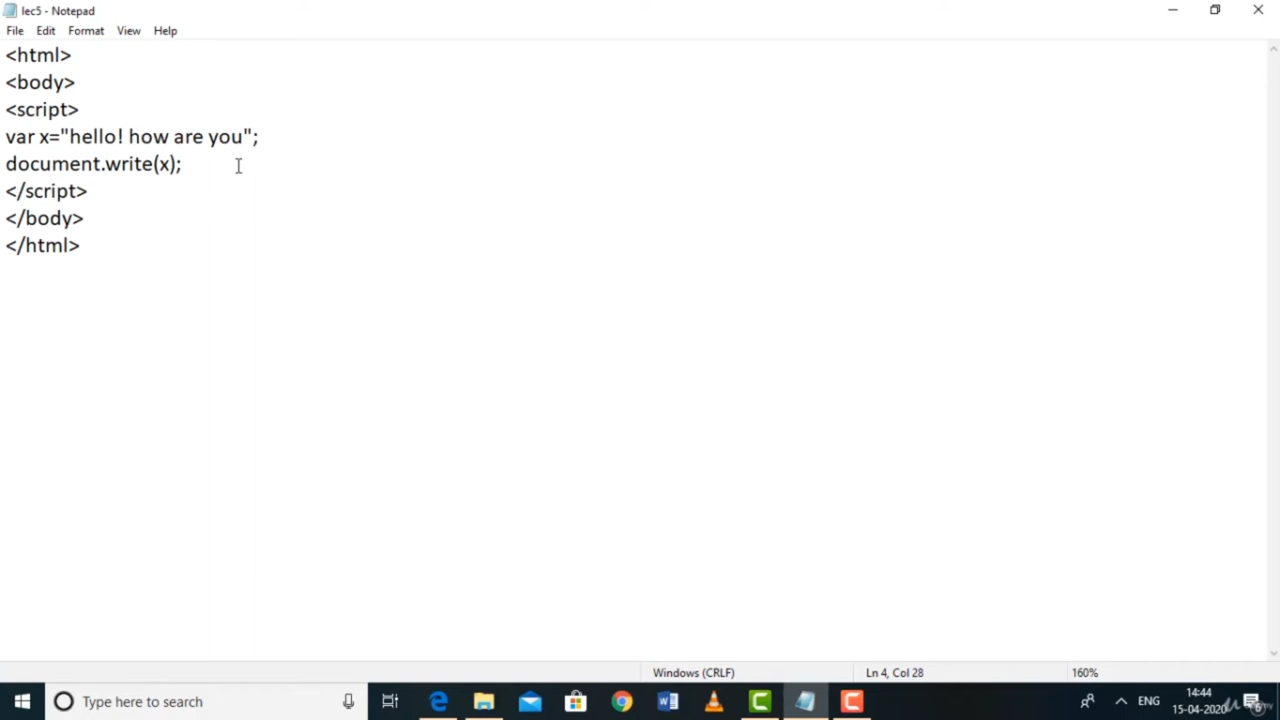 lec5 - Notepad
File Edit Format View Help
<html>
<body>
<script>
var x="hello! how are you";
document.write(x);
</script>
</body>
</html>
Windows (CRLF) Ln 4, Col 28 160%
Type here to search
ENG
14:44
15-04-2020
6